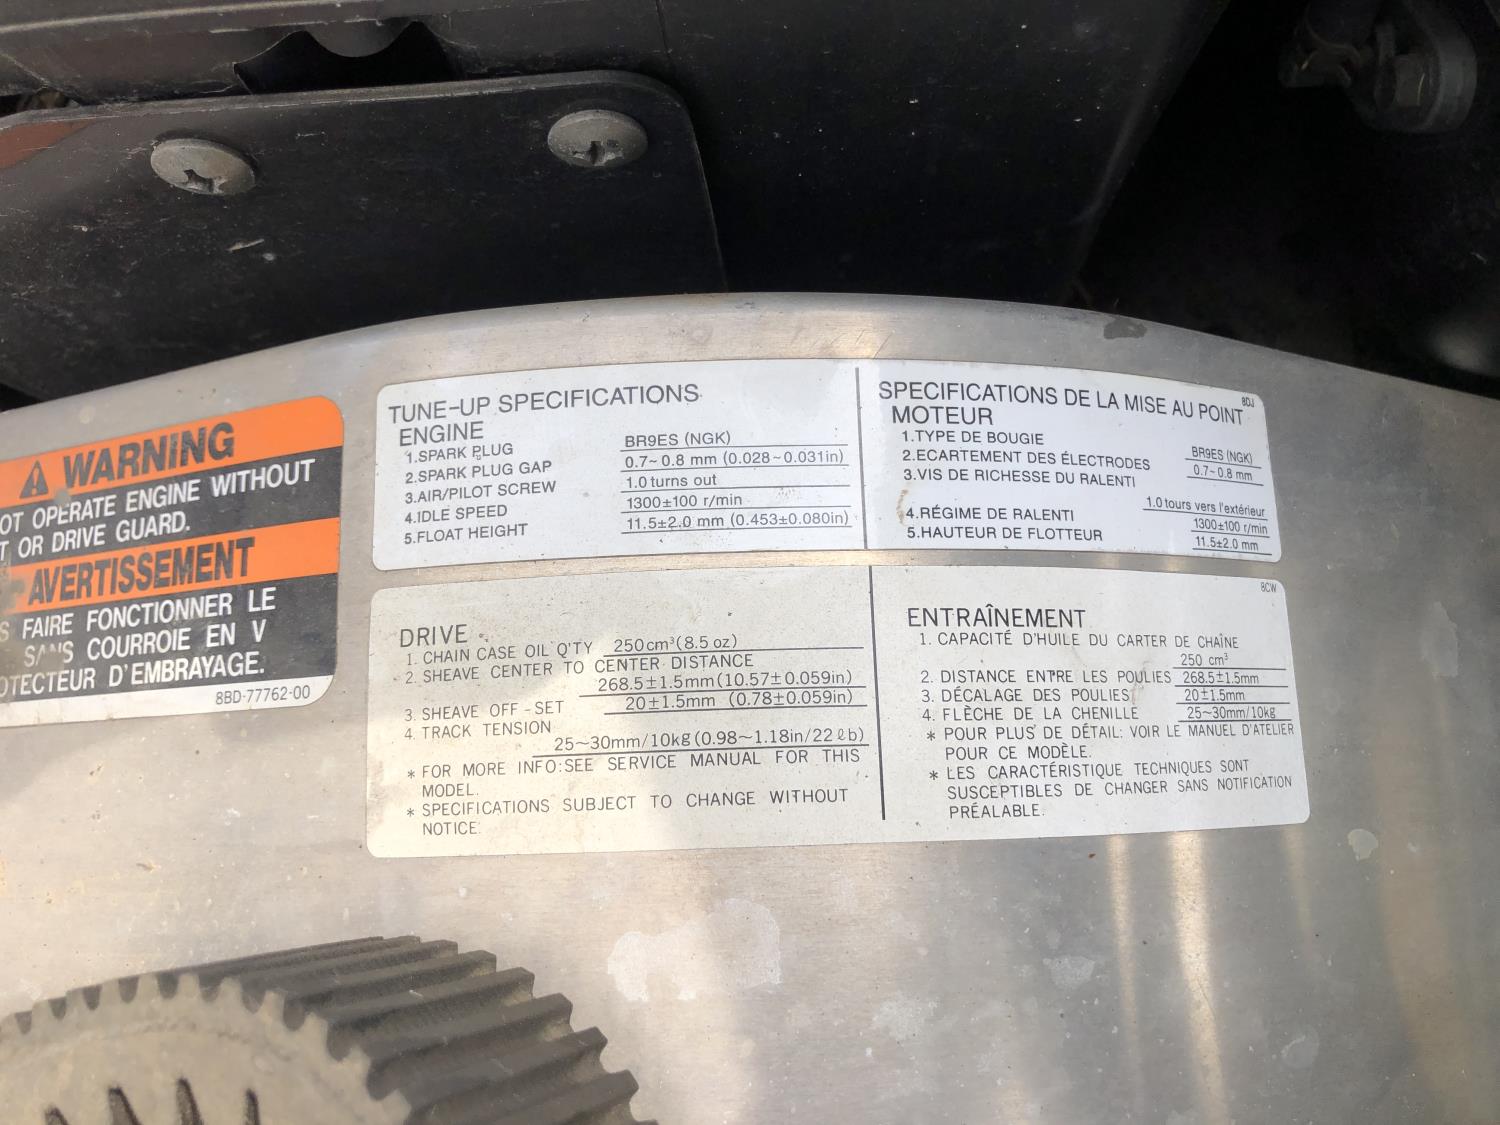 WARNING
OT OPERATE ENGINE WITHOUT
T OR DRIVE GUARD.
AVERTISSEMENT
S FAIRE FONCTIONNER LE
SANS COURROIE EN V
OTECTEUR D'EMBRAYAGE.
8BD-77762-00
TUNE-UP SPECIFICATIONS
ENGINE
1.SPARK PLUG BR9ES (NGK)
2.SPARK PLUG GAP 0.7~0.8 mm (0.028~0.031in)
3.AIR/PILOT SCREW 1.0 turns out
4.IDLE SPEED 1300±100 r/min
5.FLOAT HEIGHT 11.5±2.0 mm (0.453±0.080in)
8DJ
SPECIFICATIONS DE LA MISE AU POINT
MOTEUR
1.TYPE DE BOUGIE BR9ES (NGK)
2.ECARTEMENT DES ÉLECTRODES 0.7~0.8 mm
3.VIS DE RICHESSE DU RALENTI
1.0 tours vers l'extérieur
4.RÉGIME DE RALENTI 1300±100 r/min
5.HAUTEUR DE FLOTTEUR 11.5±2.0 mm
DRIVE
1. CHAIN CASE OIL Q'TY 250cm³(8.5 oz)
2. SHEAVE CENTER TO CENTER DISTANCE
268.5±1.5mm(10.57±0.059in)
3. SHEAVE OFF-SET 20±1.5mm (0.78±0.059in)
4. TRACK TENSION
25~30mm/10kg(0.98~1.18in/22ℓb)
* FOR MORE INFO:SEE SERVICE MANUAL FOR THIS
MODEL.
* SPECIFICATIONS SUBJECT TO CHANGE WITHOUT
NOTICE.
8CW
ENTRAÎNEMENT
1. CAPACITÉ D'HUILE DU CARTER DE CHAÎNE
250 cm³
2. DISTANCE ENTRE LES POULIES 268.5±1.5mm
3. DÉCALAGE DES POULIES 20±1.5mm
4. FLÈCHE DE LA CHENILLE 25~30mm/10kg
* POUR PLUS DE DÉTAIL: VOIR LE MANUEL D'ATELIER
POUR CE MODÈLE.
* LES CARACTÉRISTIQUE TECHNIQUES SONT
SUSCEPTIBLES DE CHANGER SANS NOTIFICATION
PRÉALABLE.